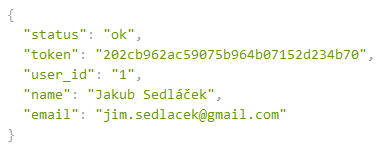 {
"status": "ok",
"token": "202cb962ac59075b964b07152d234b70",
"user_id": "1",
"name": "Jakub Sedláček",
"email": "jim.sedlacek@gmail.com"
}